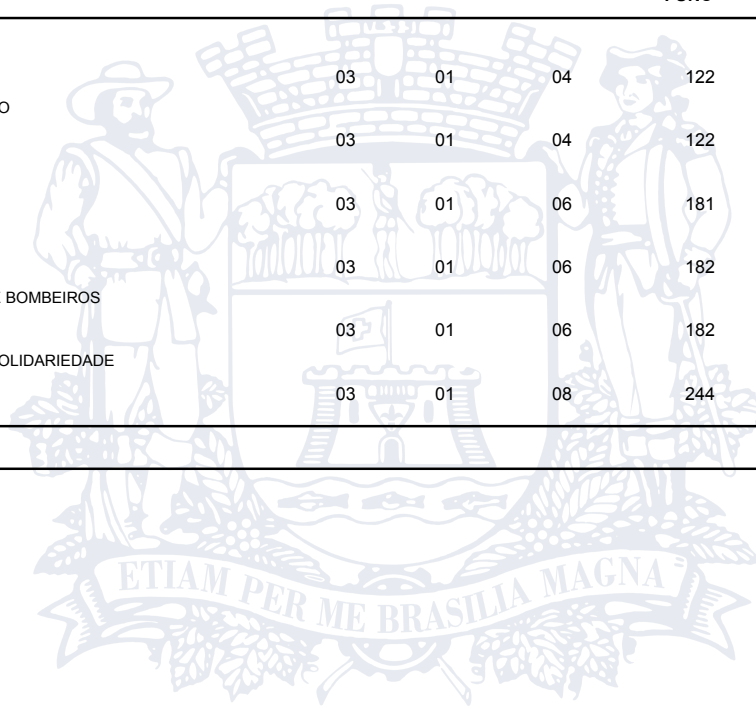 03 01 04 122
O
03 01 04 122
03 01 06 181
03 01 06 182
E BOMBEIROS
03 01 06 182
OLIDARIEDADE
03 01 08 244
ETIAM PER ME BRASILIA MAGNA